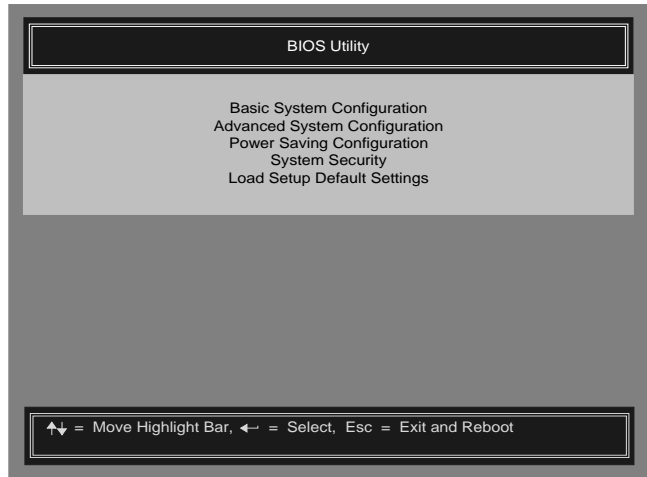 BIOS Utility
Basic System Configuration
Advanced System Configuration
Power Saving Configuration
System Security
Load Setup Default Settings
↑↓ = Move Highlight Bar, ↵ = Select, Esc = Exit and Reboot